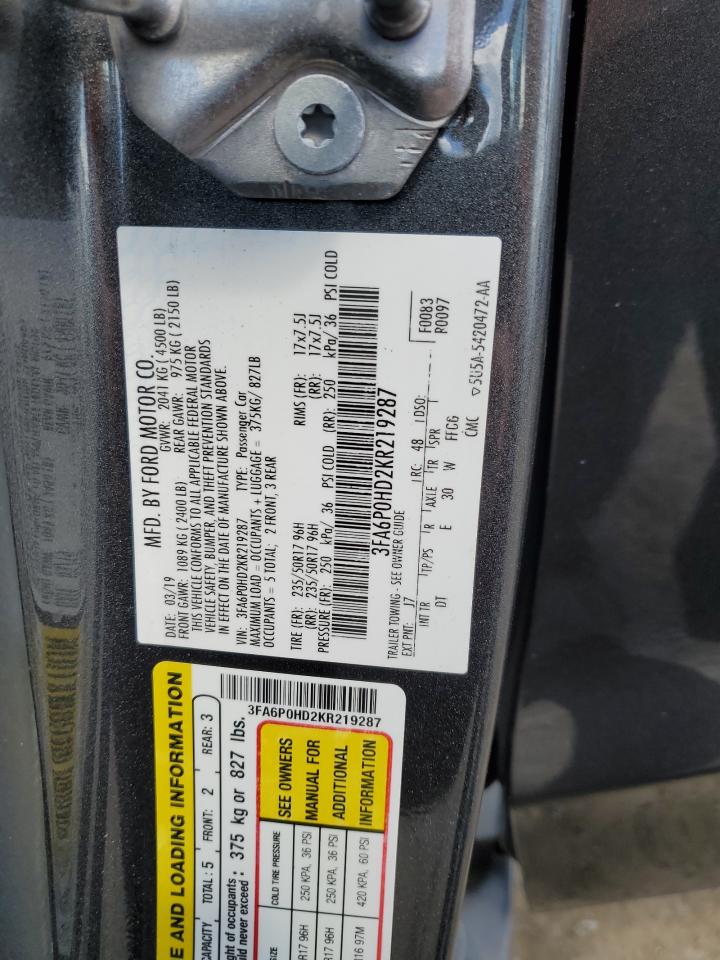 MFD. BY FORD MOTOR CO.
DATE: 03/19 GVWR: 2041 KG ( 4500 LB)
FRONT GAWR: 1089 KG ( 2400 LB) REAR GAWR: 975 KG ( 2150 LB)
THIS VEHICLE CONFORMS TO ALL APPLICABLE FEDERAL MOTOR
VEHICLE SAFETY, BUMPER, AND THEFT PREVENTION STANDARDS
IN EFFECT ON THE DATE OF MANUFACTURE SHOWN ABOVE.
VIN: 3FA6P0HD2KR219287 TYPE: Passenger Car
MAXIMUM LOAD = OCCUPANTS + LUGGAGE = 375KG/ 827LB
OCCUPANTS = 5 TOTAL; 2 FRONT, 3 REAR
TIRE (FR): 235/50R17 96H RIMS (FR): 17x7.5J
(RR): 235/50R17 96H (RR): 17x7.5J
PRESSURE (FR): 250 kPa/ 36 PSI COLD (RR): 250 kPa/ 36 PSI COLD
3FA6P0HD2KR219287
TRAILER TOWING - SEE OWNER GUIDE
EXT PNT: J7 RC: 48 DSO:
F0083
R0097
INT TR TP/PS R AXLE TR SPR
DT E 30 W FFCG
CMC
▽5U5A-5420472-AA
E AND LOADING INFORMATION
CAPACITY TOTAL: 5 FRONT: 2 REAR: 3
ght of occupants
uld never exceed : 375 kg or 827 lbs.
3FA6P0HD2KR219287
SIZE COLD TIRE PRESSURE
R17 96H 250 KPA, 36 PSI
R17 96H 250 KPA, 36 PSI
R16 97M 420 KPA, 60 PSI
SEE OWNERS
MANUAL FOR
ADDITIONAL
INFORMATION